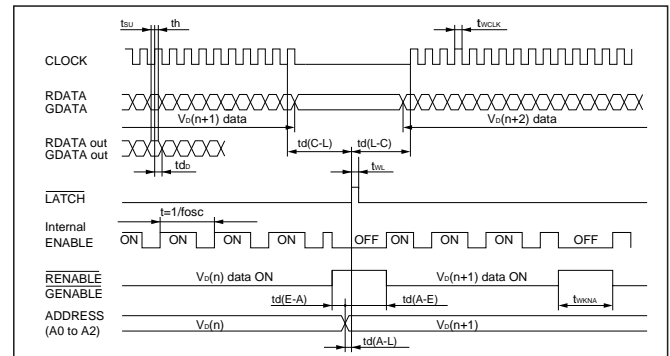 tSU th tWCLK
CLOCK
RDATA
GDATA
VD(n+1) data VD(n+2) data
RDATA out
GDATA out
td(C-L) td(L-C)
tdD
tWL
LATCH
t=1/fosc
Internal
ENABLE
ON ON ON ON OFF ON ON ON ON OFF
RENABLE
GENABLE
VD(n) data ON VD(n+1) data ON
td(E-A) td(A-E) tWKNA
ADDRESS
(A0 to A2)
VD(n) VD(n+1)
td(A-L)